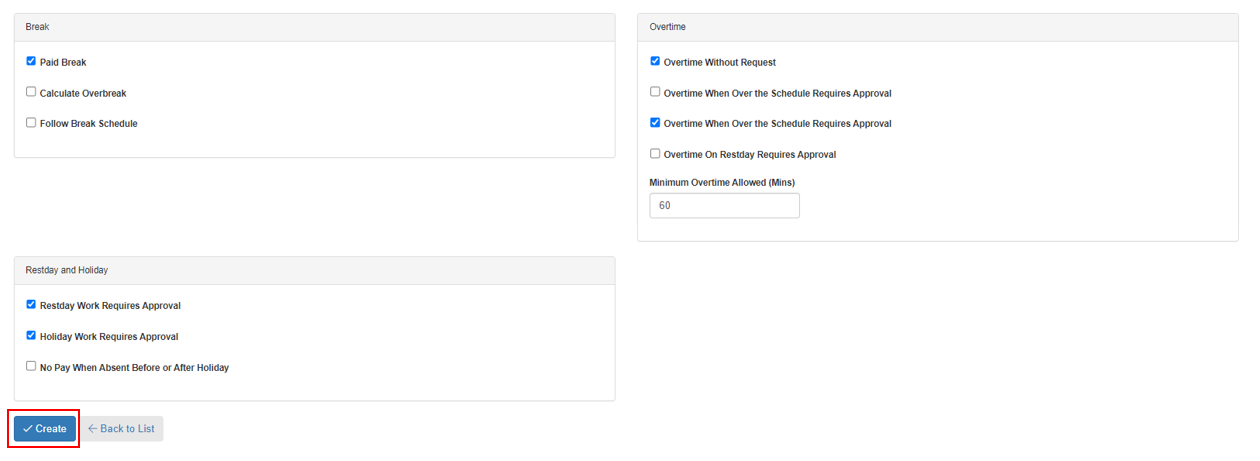 Break
Paid Break
Calculate Overbreak
Follow Break Schedule
Overtime
Overtime Without Request
Overtime When Over the Schedule Requires Approval
Overtime When Over the Schedule Requires Approval
Overtime On Restday Requires Approval
Minimum Overtime Allowed (Mins)
60
Restday and Holiday
Restday Work Requires Approval
Holiday Work Requires Approval
No Pay When Absent Before or After Holiday
Create
Back to List